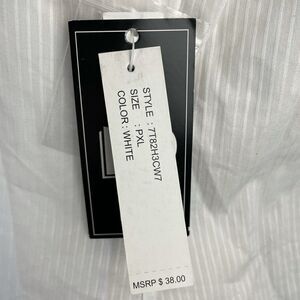 STYLE : 7T82H3CW7
SIZE : PXL
COLOR: WHITE
MSRP $ 38.00